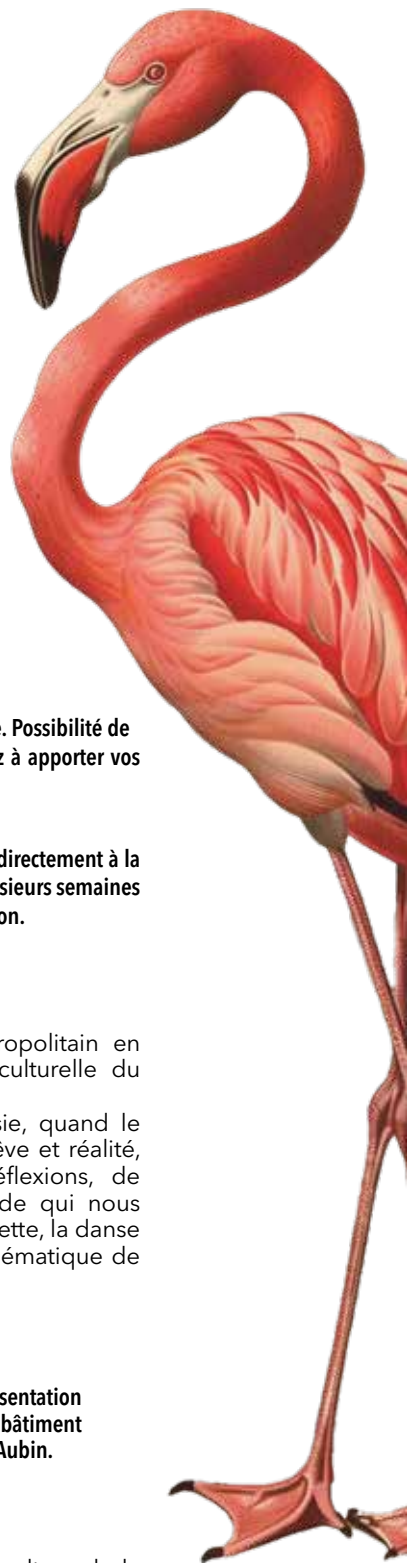 . Possibilité de
z à apporter vos
directement à la
sieurs semaines
on.
ropolitain en
culturelle du
sie, quand le
êve et réalité,
éflexions, de
de qui nous
ette, la danse
ématique de
sentation
bâtiment
Aubin.